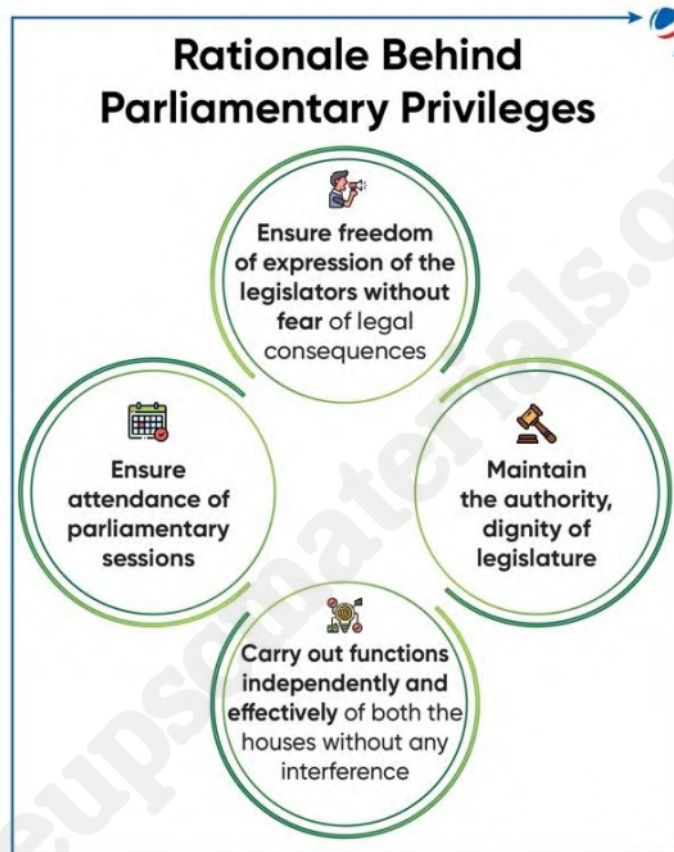 Rationale Behind
Parliamentary Privileges
Ensure freedom
of expression of the
legislators without
fear of legal
consequences
Ensure
attendance of
parliamentary
sessions
Maintain
the authority,
dignity of
legislature
Carry out functions
independently and
effectively of both the
houses without any
interference
eupscmaterials.o